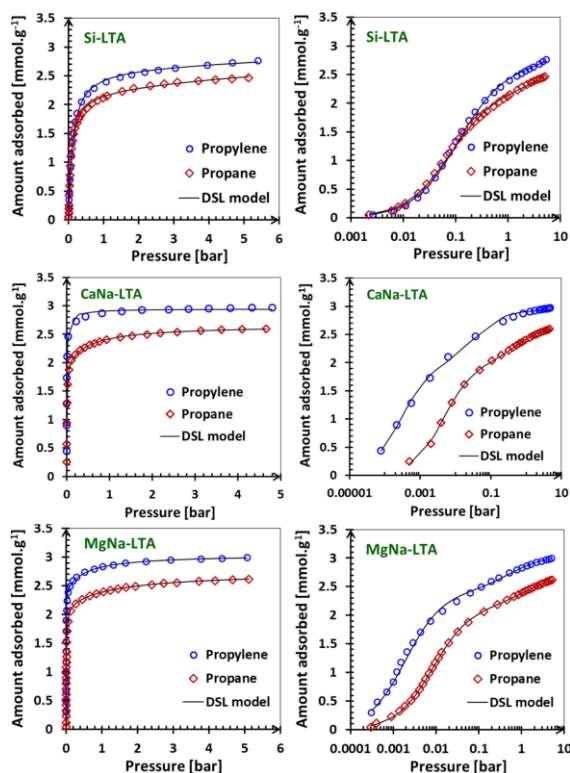 Si-LTA
Amount adsorbed [mmol.g⁻¹]
3.5
3
2.5
2
1.5
1
0.5
0
Propylene
Propane
DSL model
0 1 2 3 4 5 6
Pressure [bar]
Si-LTA
Amount adsorbed [mmol.g⁻¹]
3.5
3
2.5
2
1.5
1
0.5
0
Propylene
Propane
DSL model
0.001 0.01 0.1 1 10
Pressure [bar]
CaNa-LTA
Amount adsorbed [mmol.g¹]
3.5
3
2.5
2
1.5
1
0.5
0
Propylene
Propane
DSL model
0 1 2 3 4 5
Pressure [bar]
CaNa-LTA
Amount adsorbed [mmol.g¹]
3.5
3
2.5
2
1.5
1
0.5
0
Propylene
Propane
DSL model
0.00001 0.001 0.1 10
Pressure [bar]
MgNa-LTA
Amount adsorbed [mmol.g⁻¹]
3.5
3
2.5
2
1.5
1
0.5
0
Propylene
Propane
DSL model
0 1 2 3 4 5 6
Pressure [bar]
MgNa-LTA
Amount adsorbed [mmol.g⁻¹]
3.5
3
2.5
2
1.5
1
0.5
0
Propylene
Propane
DSL model
0.0001 0.001 0.01 0.1 1 10
Pressure [bar]